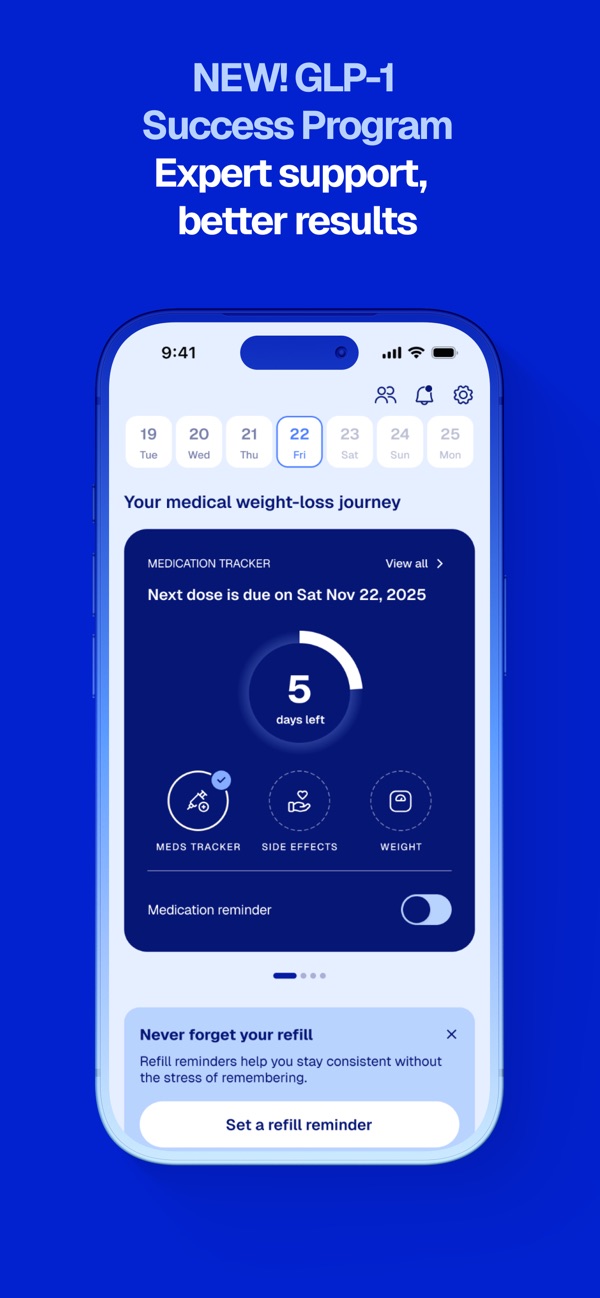 NEW! GLP-1
Success Program
Expert support,
better results
9:41
19 20 21 22 23 24 25
Tue Wed Thu Fri Sat Sun Mon
Your medical weight-loss journey
MEDICATION TRACKER View all
Next dose is due on Sat Nov 22, 2025
5
days left
MEDS TRACKER SIDE EFFECTS WEIGHT
Medication reminder
Never forget your refill
Refill reminders help you stay consistent without
the stress of remembering.
Set a refill reminder